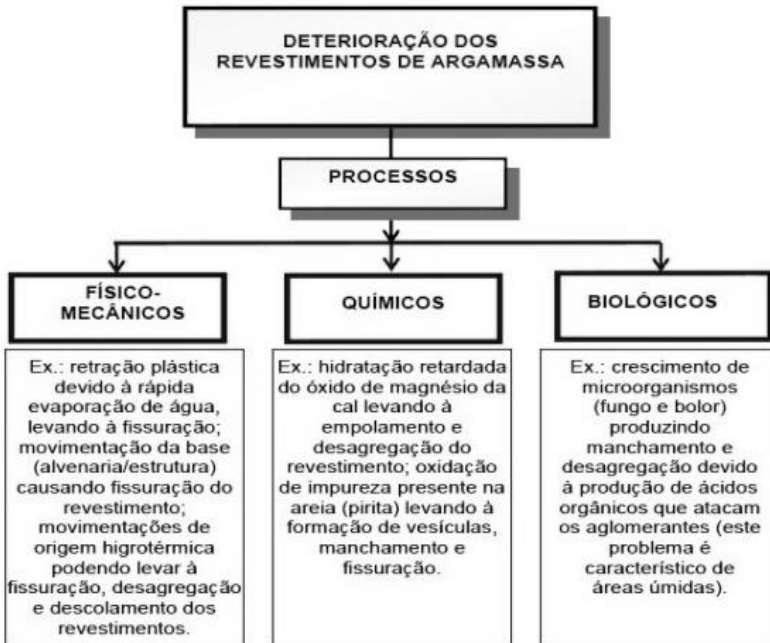 DETERIORAÇÃO DOS
REVESTIMENTOS DE ARGAMASSA
PROCESSOS
FÍSICO-
MECÂNICOS
Ex.: retração plástica
devido à rápida
evaporação de água,
levando à fissuração;
movimentação da base
(alvenaria/estrutura)
causando fissuração do
revestimento;
movimentações de
origem higrotérmica
podendo levar à
fissuração, desagregação
e descolamento dos
revestimentos.
QUÍMICOS
Ex.: hidratação retardada
do óxido de magnésio da
cal levando à
empolamento e
desagregação do
revestimento; oxidação
de impureza presente na
areia (pirita) levando à
formação de vesículas,
manchamento e
fissuração.
BIOLÓGICOS
Ex.: crescimento de
microorganismos
(fungo e bolor)
produzindo
manchamento e
desagregação devido
à produção de ácidos
orgânicos que atacam
os aglomerantes (este
problema é
característico de
áreas úmidas).